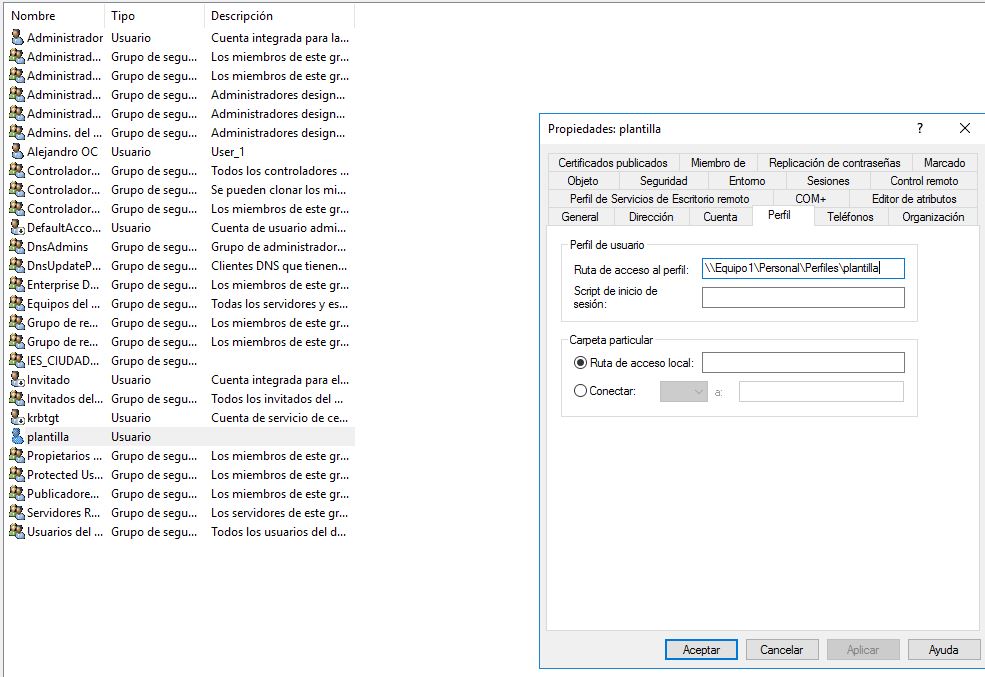 Nombre Tipo Descripción
Administrador Usuario Cuenta integrada para la...
Administrad... Grupo de segu... Los miembros de este gr...
Administrad... Grupo de segu... Los miembros de este gr...
Administrad... Grupo de segu... Administradores design...
Administrad... Grupo de segu... Administradores design...
Admins. del ... Grupo de segu... Administradores design...
Alejandro OC Usuario User_1
Controlador... Grupo de segu... Todos los controladores ...
Controlador... Grupo de segu... Se pueden clonar los mi...
Controlador... Grupo de segu... Los miembros de este gr...
DefaultAcco... Usuario Cuenta de usuario admi...
DnsAdmins Grupo de segu... Grupo de administrador...
DnsUpdateP... Grupo de segu... Clientes DNS que tienen...
Enterprise D... Grupo de segu... Los miembros de este gr...
Equipos del ... Grupo de segu... Todas los servidores y es...
Grupo de re... Grupo de segu... Los miembros de este gr...
Grupo de re... Grupo de segu... Los miembros de este gr...
IES_CIUDAD... Grupo de segu...
Invitado Usuario Cuenta integrada para el...
Invitados del... Grupo de segu... Todos los invitados del ...
krbtgt Usuario Cuenta de servicio de ce...
plantilla Usuario
Propietarios ... Grupo de segu... Los miembros de este gr...
Protected Us... Grupo de segu... Los miembros de este gr...
Publicadore... Grupo de segu... Los miembros de este gr...
Servidores R... Grupo de segu... Los servidores de este gr...
Usuarios del ... Grupo de segu... Todos los usuarios del d...
Propiedades: plantilla ? ×
Certificados publicados Miembro de Replicación de contraseñas Marcado
Objeto Seguridad Entorno Sesiones Control remoto
Perfil de Servicios de Escritorio remoto COM+ Editor de atributos
General Dirección Cuenta Perfil Teléfonos Organización
Perfil de usuario
Ruta de acceso al perfil: \\Equipo1\Personal\Perfiles\plantilla
Script de inicio de
sesión:
Carpeta particular
Ruta de acceso local:
Conectar: a:
Aceptar Cancelar Aplicar Ayuda